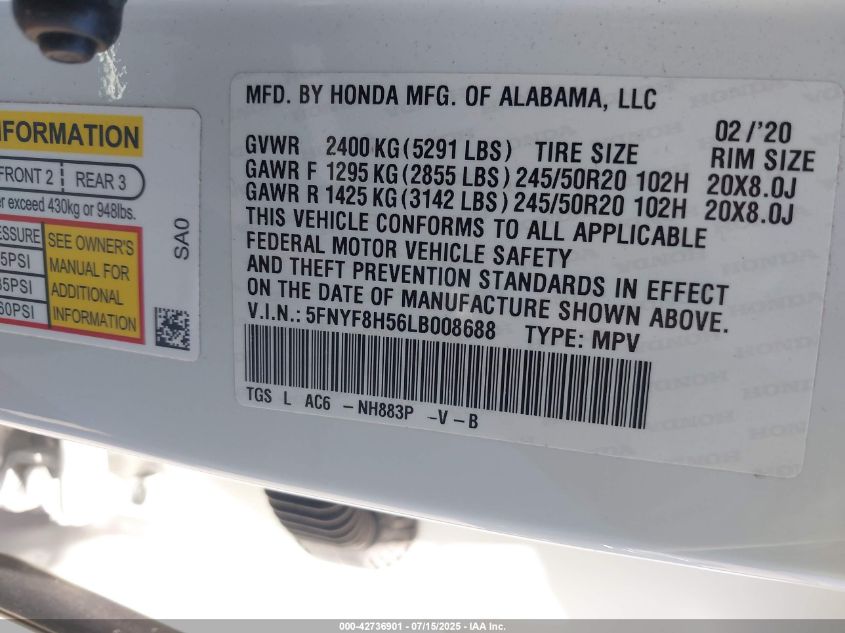 INFORMATION
FRONT 2 REAR 3
exceed 430kg or 948lbs.
SEE OWNER'S
MANUAL FOR
ADDITIONAL
INFORMATION
5PSI
60PSI
SA0
MFD. BY HONDA MFG. OF ALABAMA, LLC
02/'20
GVWR 2400 KG (5291 LBS) TIRE SIZE RIM SIZE
GAWR F 1295 KG (2855 LBS) 245/50R20 102H 20X8.0J
GAWR R 1425 KG (3142 LBS) 245/50R20 102H 20X8.0J
THIS VEHICLE CONFORMS TO ALL APPLICABLE
FEDERAL MOTOR VEHICLE SAFETY
AND THEFT PREVENTION STANDARDS IN EFFECT
ON THE DATE OF MANUFACTURE SHOWN ABOVE.
V.I.N.: 5FNYF8H56LB008688 TYPE: MPV
TGS L AC6 - NH883P - V - B
000-42736901 - 07/15/2025 - IAA Inc.